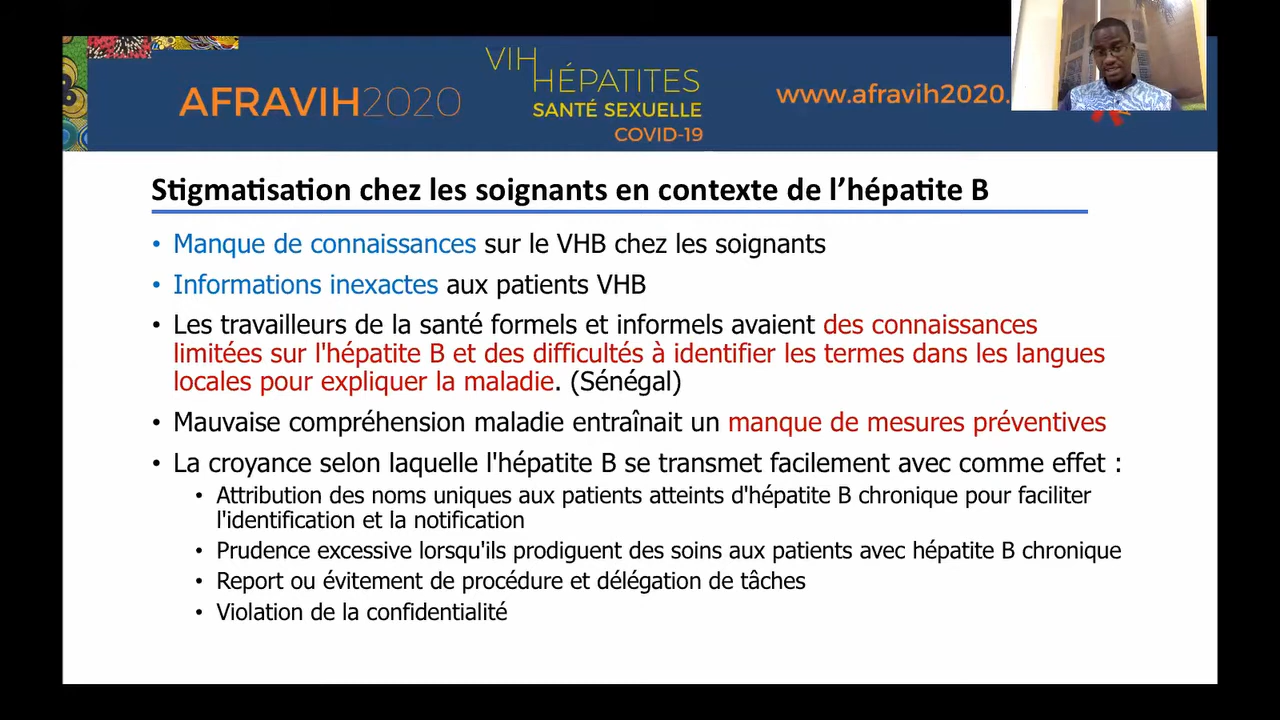 VIH
HÉPATITES
AFRAVIH2020
SANTÉ SEXUELLE
COVID-19
www.afravih2020.
Stigmatisation chez les soignants en contexte de l’hépatite B
• Manque de connaissances sur le VHB chez les soignants
• Informations inexactes aux patients VHB
• Les travailleurs de la santé formels et informels avaient des connaissances
limitées sur l'hépatite B et des difficultés à identifier les termes dans les langues
locales pour expliquer la maladie. (Sénégal)
• Mauvaise compréhension maladie entraînait un manque de mesures préventives
• La croyance selon laquelle l'hépatite B se transmet facilement avec comme effet :
• Attribution des noms uniques aux patients atteints d'hépatite B chronique pour faciliter
l'identification et la notification
• Prudence excessive lorsqu'ils prodiguent des soins aux patients avec hépatite B chronique
• Report ou évitement de procédure et délégation de tâches
• Violation de la confidentialité